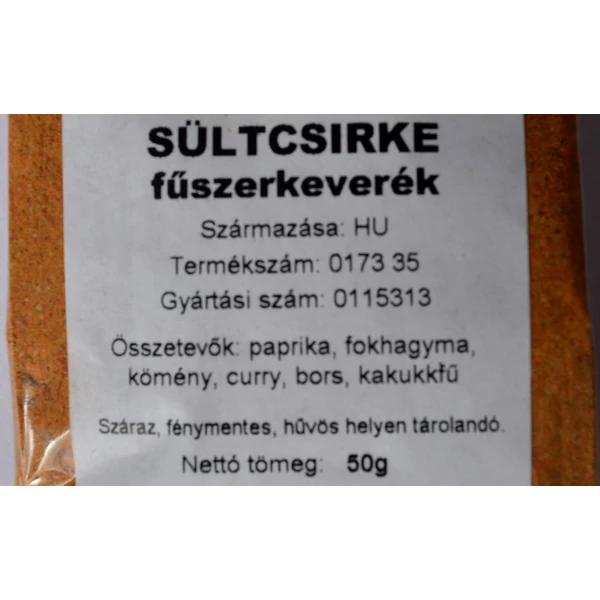 SÜLTCSIRKE
fűszerkeverék
Származása: HU
Termékszám: 0173 35
Gyártási szám: 0115313
Összetevők: paprika, fokhagyma,
kömény, curry, bors, kakukkfű
Száraz, fénymentes, hűvös helyen tárolandó.
Nettó tömeg: 50g